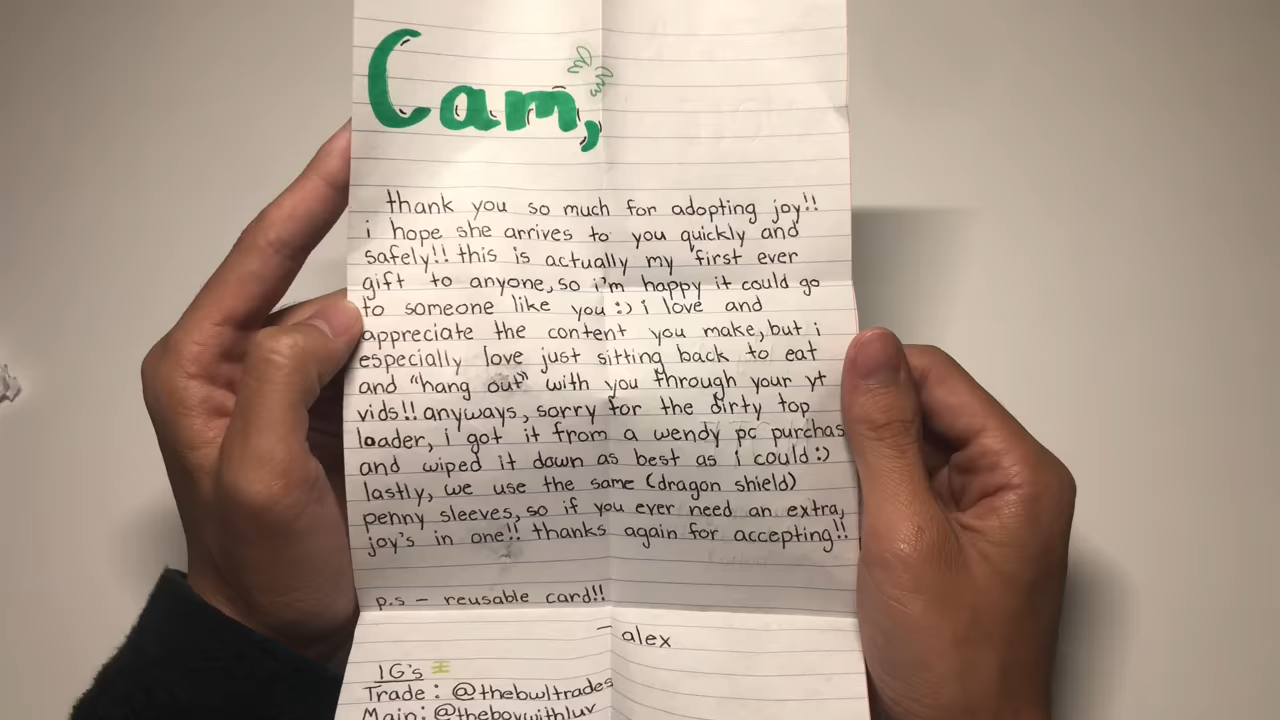 Cam,
thank you so much for adopting joy!!
i hope she arrives to you quickly and
safely!! this is actually my first ever
gift to anyone, so i'm happy it could go
to someone like you :) i love and
appreciate the content you make, but i
especially love just sitting back to eat
and "hang out" with you through your yt
vids!! anyways, sorry for the dirty top
loader, i got it from a wendy pc purchas
and wiped it down as best as i could :)
lastly, we use the same (dragon shield)
penny sleeves, so if you ever need an extra,
joy's in one!! thanks again for accepting!!
p.s - reusable card!!
- alex
IG's
Trade: @thebwltrades
Main: @theboywithluv